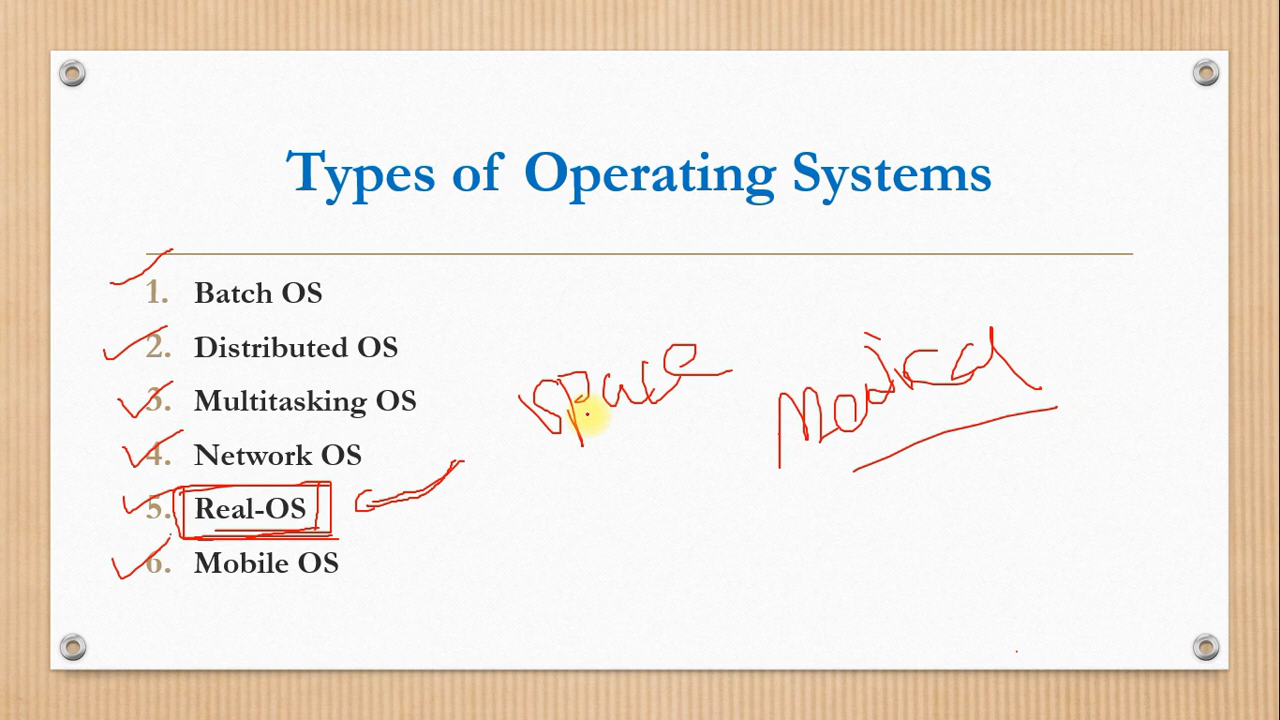 Types of Operating Systems
1. Batch OS
2. Distributed OS
3. Multitasking OS
4. Network OS
5. Real-OS
6. Mobile OS
space
Medical